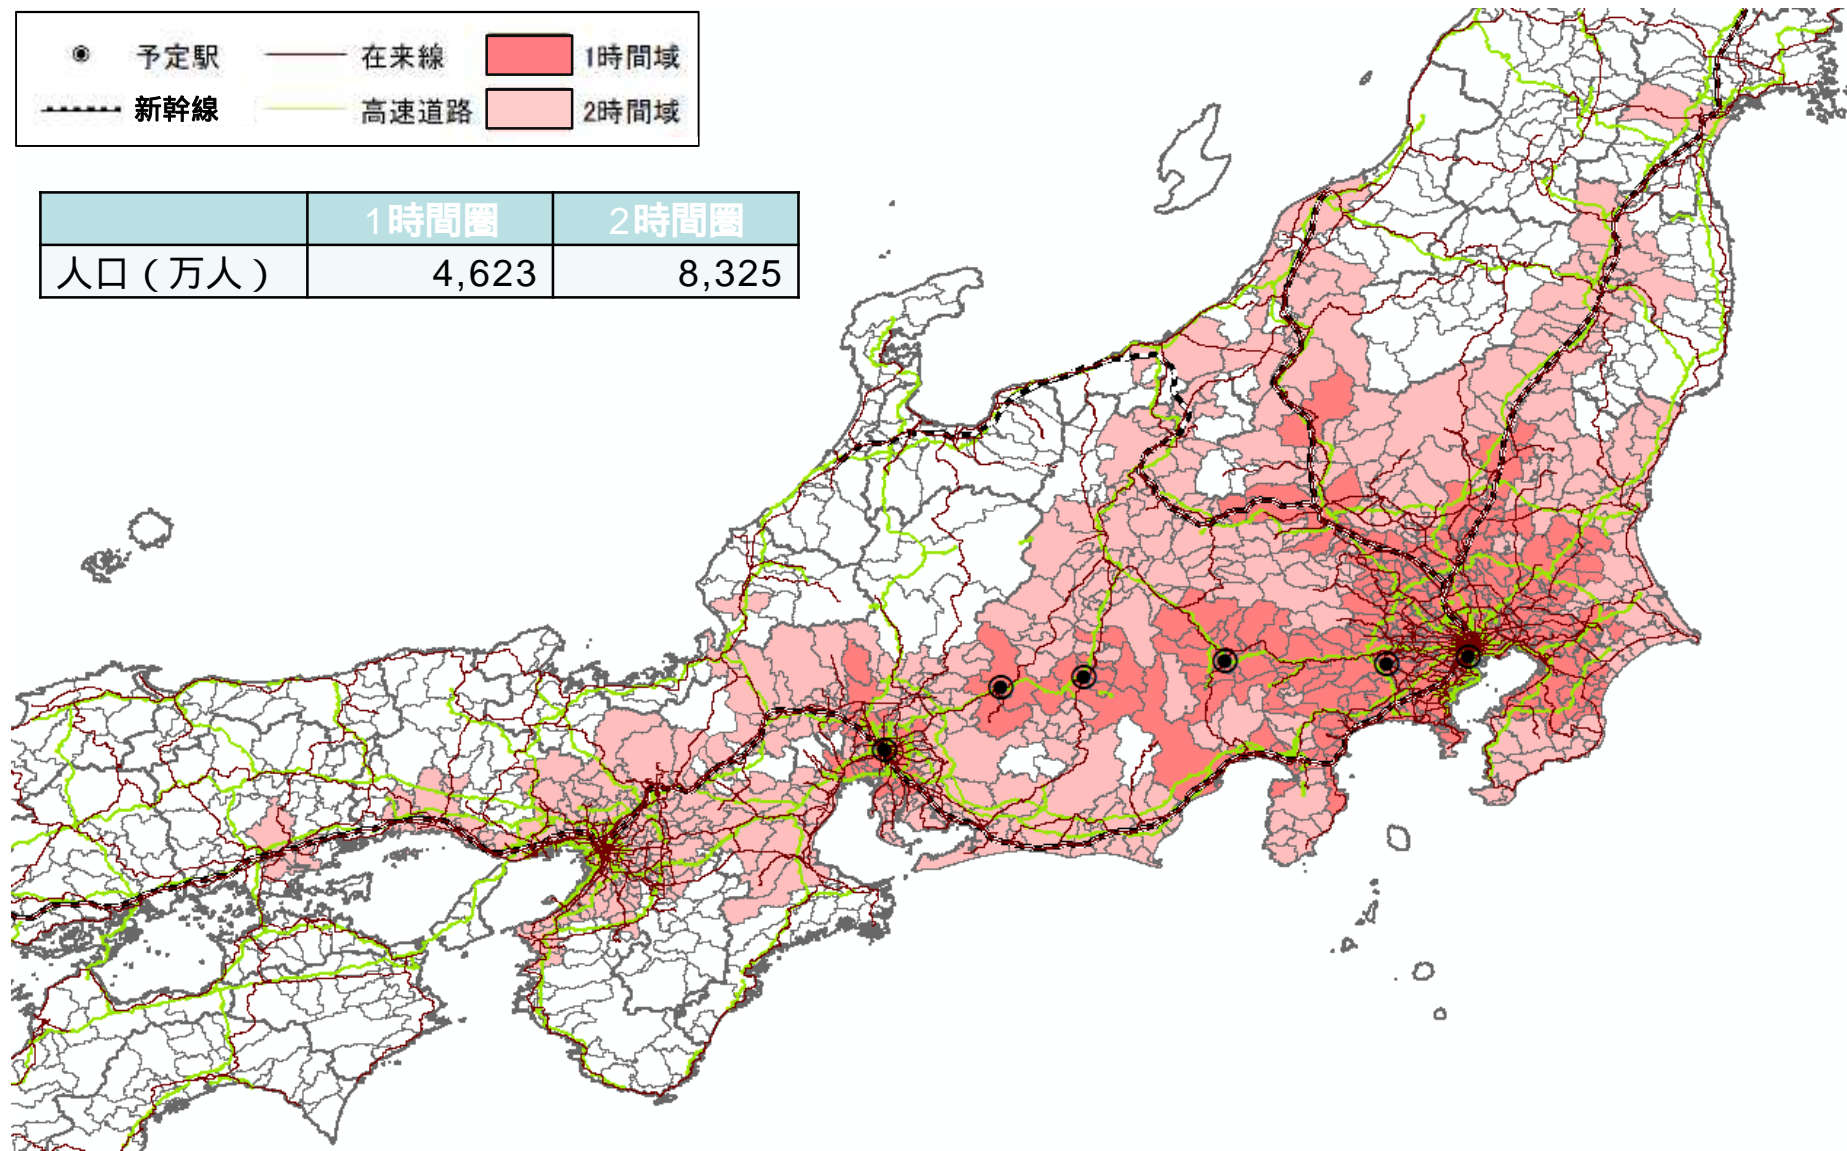 予定駅 在来線 1時間域
新幹線 高速道路 2時間域
1時間圏 2時間圏
人口(万人) 4,623 8,325